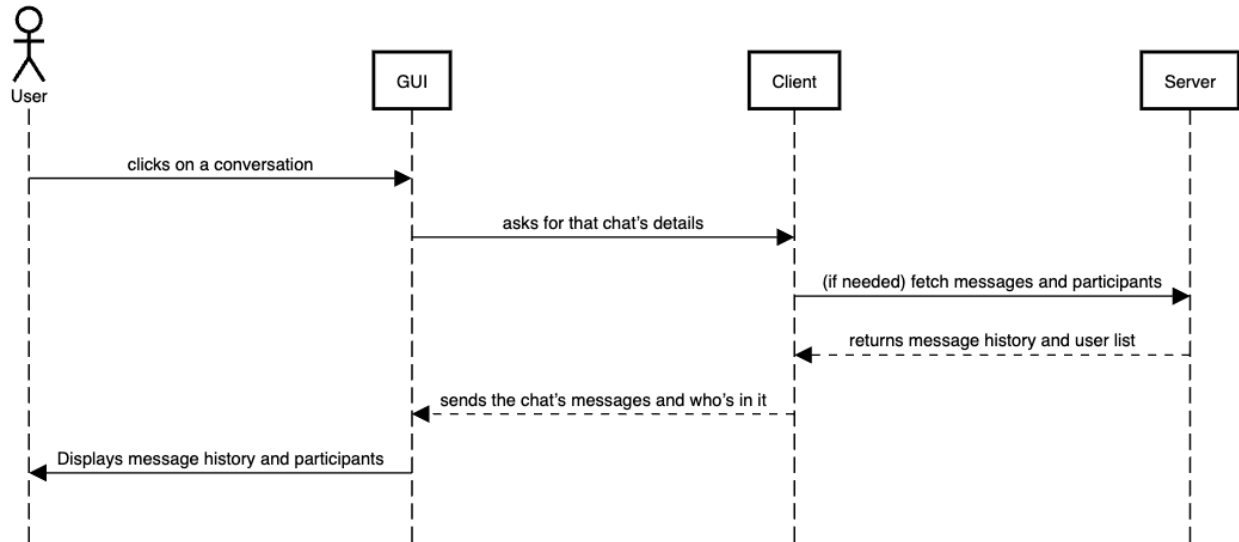 User
GUI
Client
Server
clicks on a conversation
asks for that chat’s details
(if needed) fetch messages and participants
returns message history and user list
sends the chat’s messages and who’s in it
Displays message history and participants